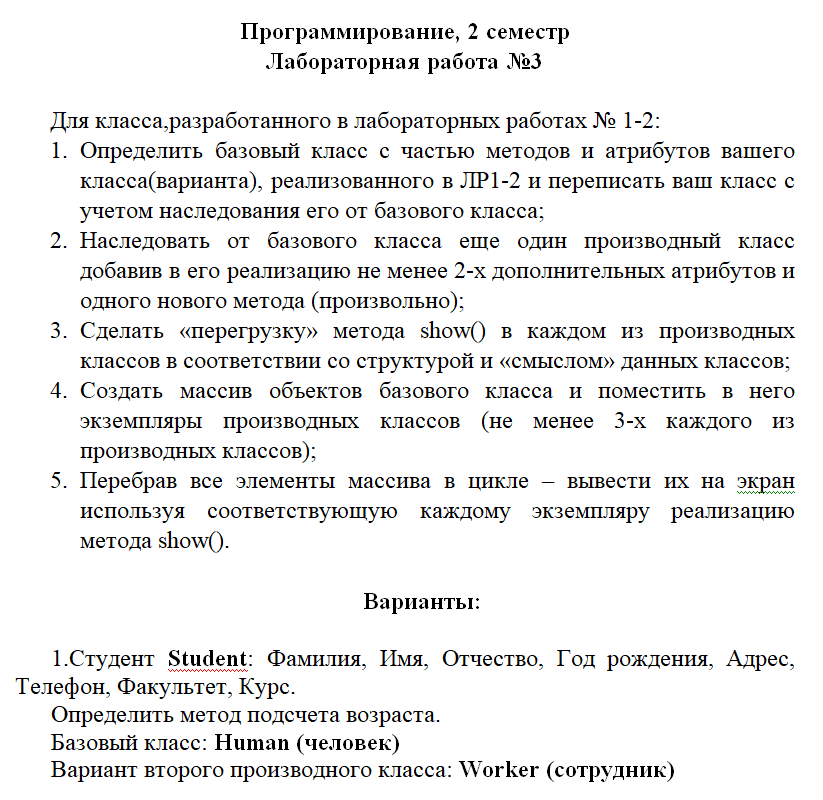 Программирование, 2 семестр
Лабораторная работа №3
Для класса,разработанного в лабораторных работах № 1-2:
1. Определить базовый класс с частью методов и атрибутов вашего
класса(варианта), реализованного в ЛР1-2 и переписать ваш класс с
учетом наследования его от базового класса;
2. Наследовать от базового класса еще один производный класс
добавив в его реализацию не менее 2-х дополнительных атрибутов и
одного нового метода (произвольно);
3. Сделать «перегрузку» метода show() в каждом из производных
классов в соответствии со структурой и «смыслом» данных классов;
4. Создать массив объектов базового класса и поместить в него
экземпляры производных классов (не менее 3-х каждого из
производных классов);
5. Перебрав все элементы массива в цикле – вывести их на экран
используя соответствующую каждому экземпляру реализацию
метода show().
Варианты:
1.Студент Student: Фамилия, Имя, Отчество, Год рождения, Адрес,
Телефон, Факультет, Курс.
Определить метод подсчета возраста.
Базовый класс: Human (человек)
Вариант второго производного класса: Worker (сотрудник)